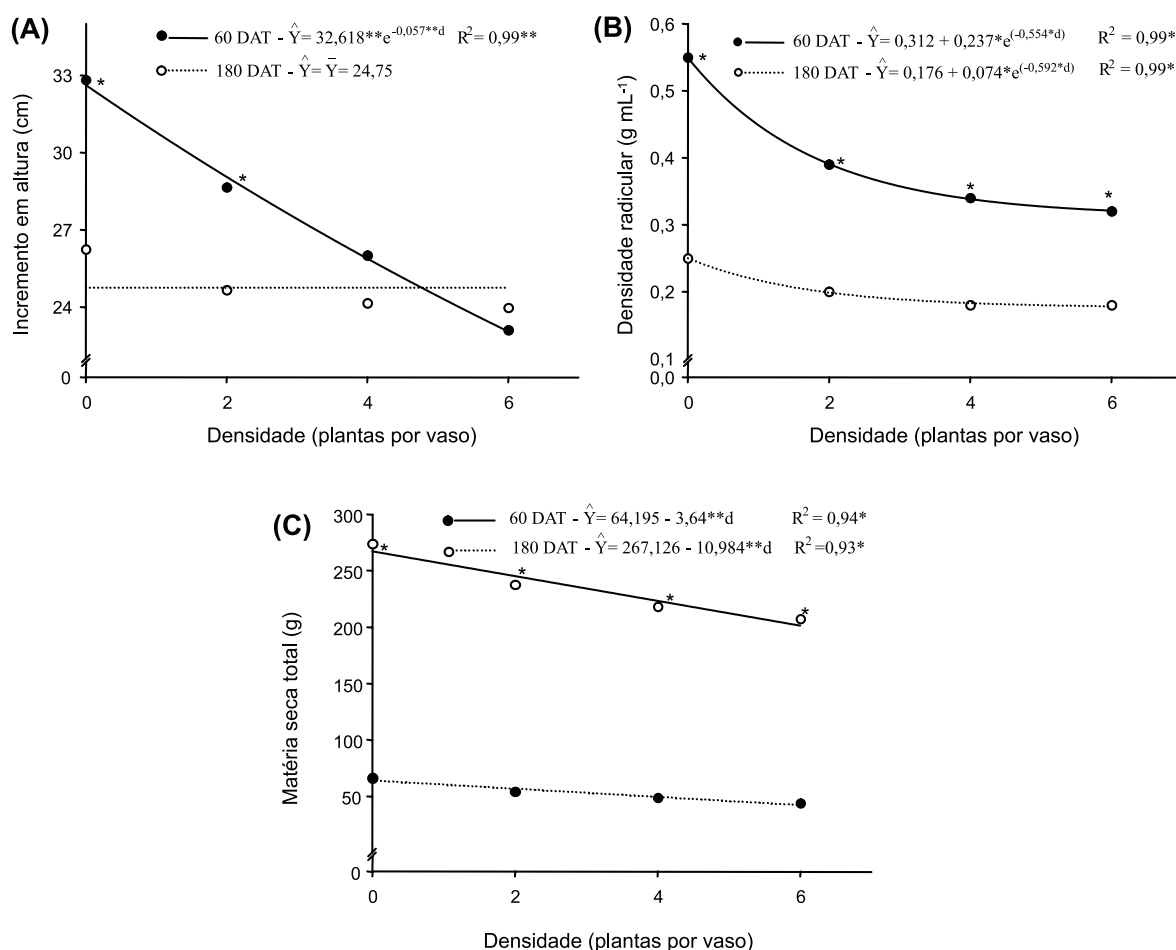 (A)
60 DAT - Ŷ= 32,618**e^-0,057**d R²= 0,99**
180 DAT - Ŷ= Ȳ= 24,75
Incremento em altura (cm)
33
30
27
24
0
0 2 4 6
Densidade (plantas por vaso)
* *
(B)
60 DAT - Ŷ= 0,312 + 0,237*e^(-0,554*d) R²= 0,99*
180 DAT - Ŷ= 0,176 + 0,074*e^(-0,592*d) R²= 0,99*
Densidade radicular (g mL⁻¹)
0,6
0,5
0,4
0,3
0,2
0,1
0,0
0 2 4 6
Densidade (plantas por vaso)
* * * *
(C)
60 DAT - Ŷ= 64,195 - 3,64**d R²= 0,94*
180 DAT - Ŷ= 267,126 - 10,984**d R²=0,93*
Matéria seca total (g)
300
250
200
150
100
50
0
0 2 4 6
Densidade (plantas por vaso)
* * * *